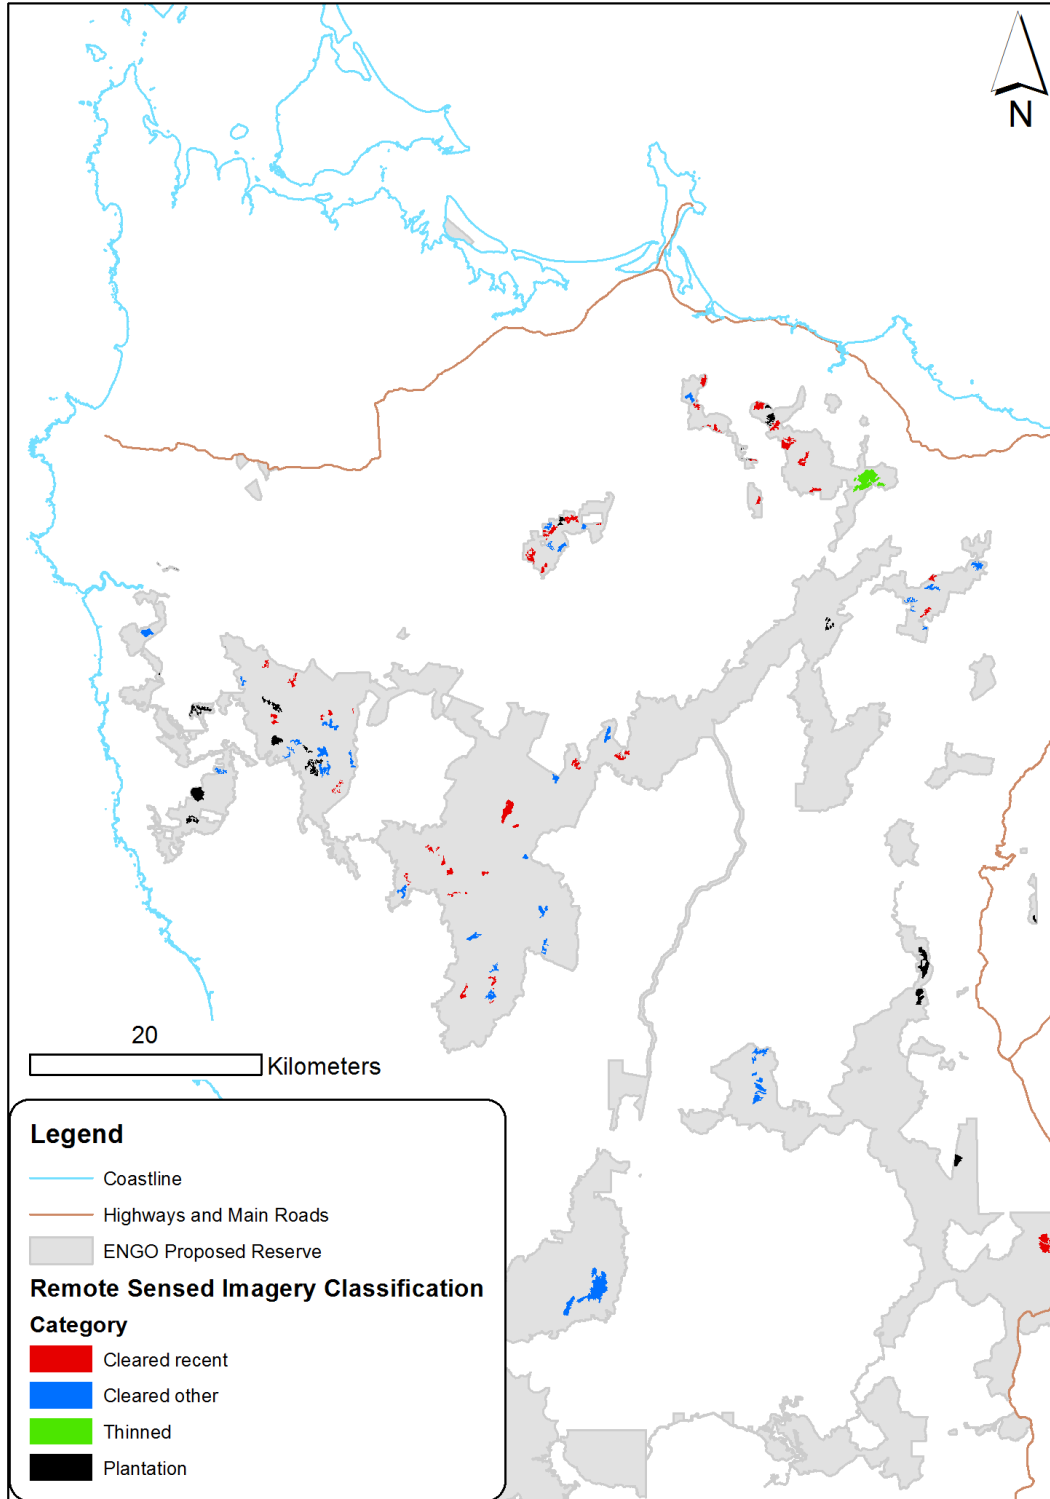 N
20
Kilometers
Legend
Coastline
Highways and Main Roads
ENGO Proposed Reserve
Remote Sensed Imagery Classification
Category
Cleared recent
Cleared other
Thinned
Plantation